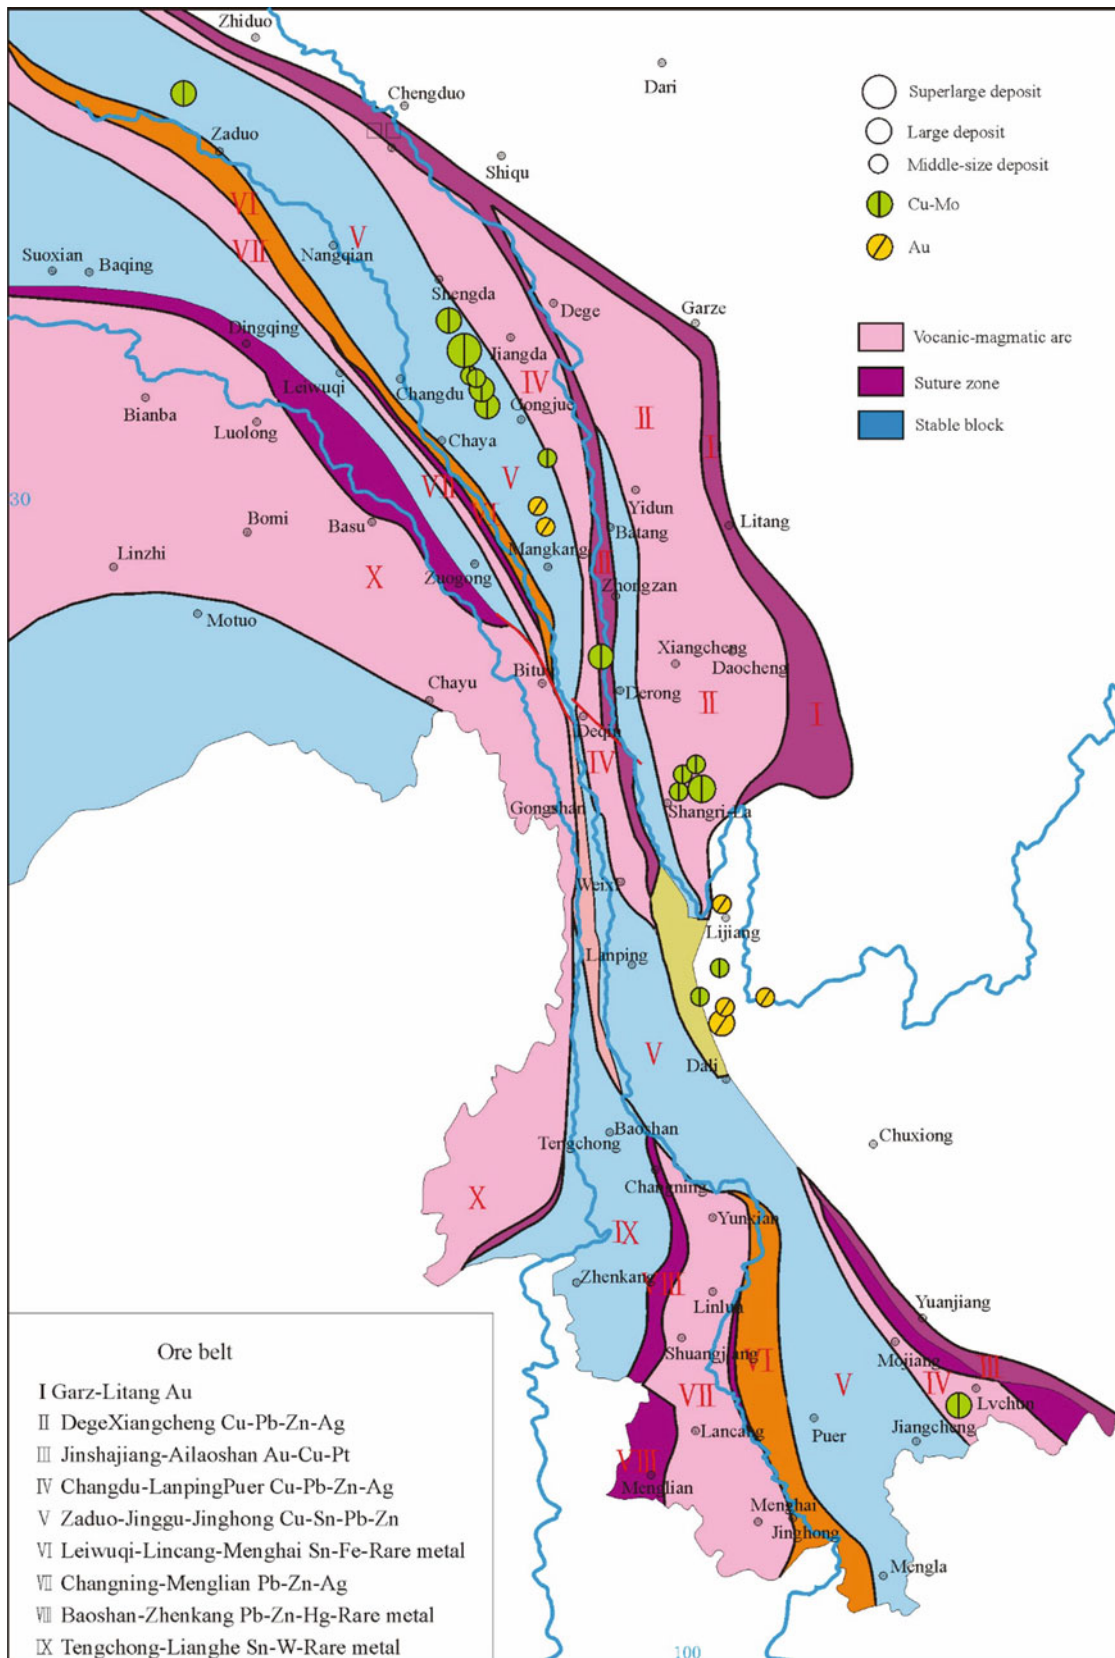 Zhiduo
Dari
Chengduo
Superlarge deposit
Large deposit
Middle-size deposit
Zaduo
Shiqu
VI
Cu-Mo
V
VII
Nangqian
Au
Suoxian
Baqing
Shengda
Dege
Garze
Dingqing
Jiangda
Vocanic-magmatic arc
Leiwuqi
Changdu
IV
Suture zone
Bianba
Luolong
Gongjue
II
Stable block
Chaya
I
V
VII
VI
30
Yidun
Basu
Bomi
Batang
Litang
Linzhi
Zuogong
Mangkang
III
X
Zhongzan
Motuo
Xiangcheng
Daocheng
Bitu
Chayu
Derong
II
I
Deqin
IV
Gongshan
Shangri-La
Weixi
Lijiang
Lanping
V
Dali
Baoshan
Tengchong
Chuxiong
Changning
X
IX
Yunxian
Zhenkang
VIII
Linlua
Yuanjiang
Shuangjiang
VI
Mojiang
III
V
IV
VII
Lvchun
Lancang
Puer
Jiangcheng
VIII
Menglian
Menghai
Jinghong
Mengla
Ore belt
I Garz-Litang Au
II DegeXiangcheng Cu-Pb-Zn-Ag
III Jinshajiang-Ailaoshan Au-Cu-Pt
IV Changdu-LanpingPuer Cu-Pb-Zn-Ag
V Zaduo-Jinggu-Jinghong Cu-Sn-Pb-Zn
VI Leiwuqi-Lincang-Menghai Sn-Fe-Rare metal
VII Changning-Menglian Pb-Zn-Ag
VIII Baoshan-Zhenkang Pb-Zn-Hg-Rare metal
IX Tengchong-Lianghe Sn-W-Rare metal
100